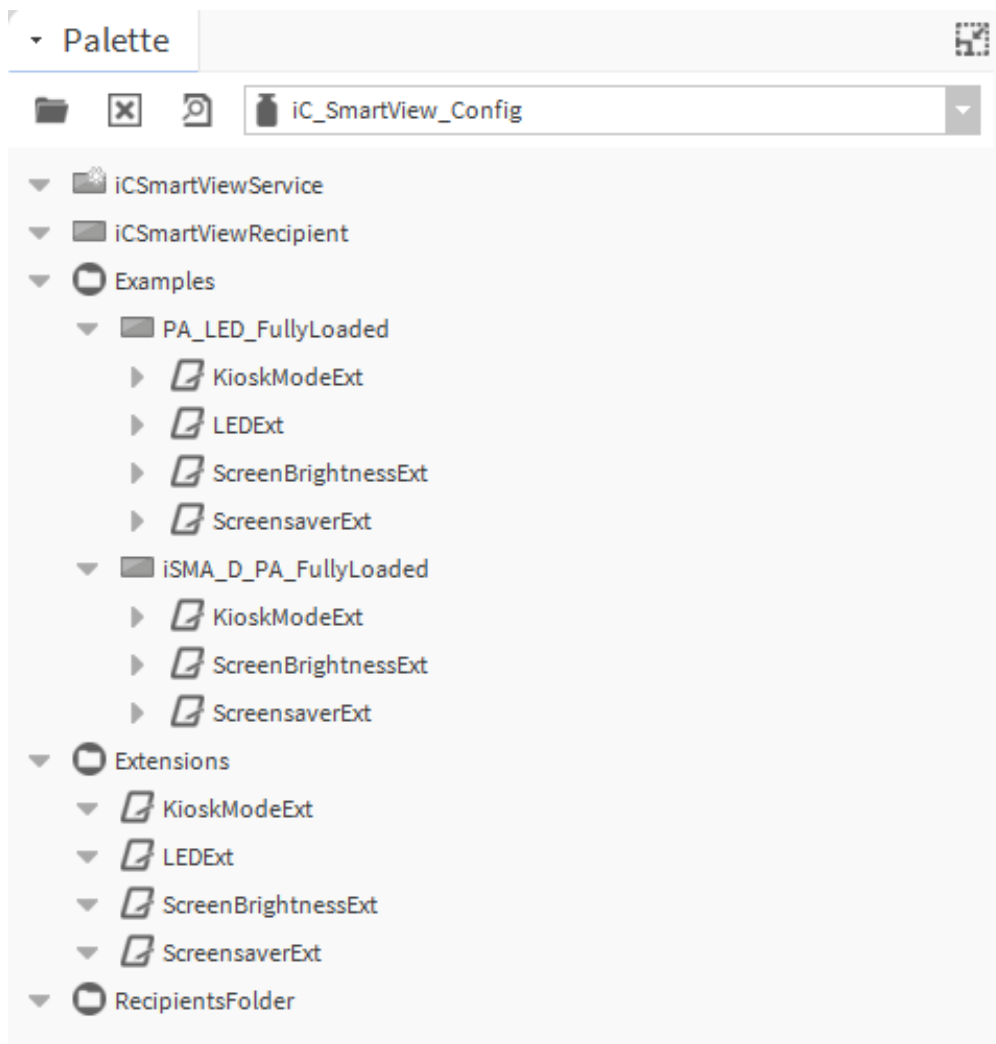 Palette
iC_SmartView_Config
iCSmartViewService
iCSmartViewRecipient
Examples
PA_LED_FullyLoaded
KioskModeExt
LEDExt
ScreenBrightnessExt
ScreensaverExt
iSMA_D_PA_FullyLoaded
KioskModeExt
ScreenBrightnessExt
ScreensaverExt
Extensions
KioskModeExt
LEDExt
ScreenBrightnessExt
ScreensaverExt
RecipientsFolder